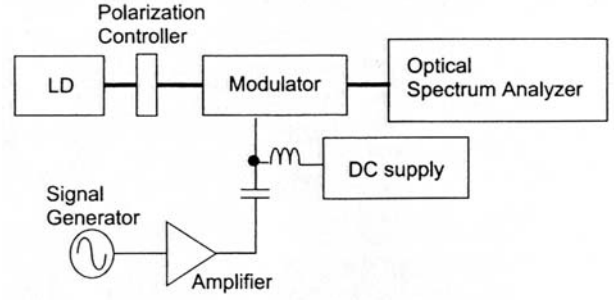 Polarization
Controller
LD
Modulator
Optical
Spectrum Analyzer
DC supply
Signal
Generator
Amplifier